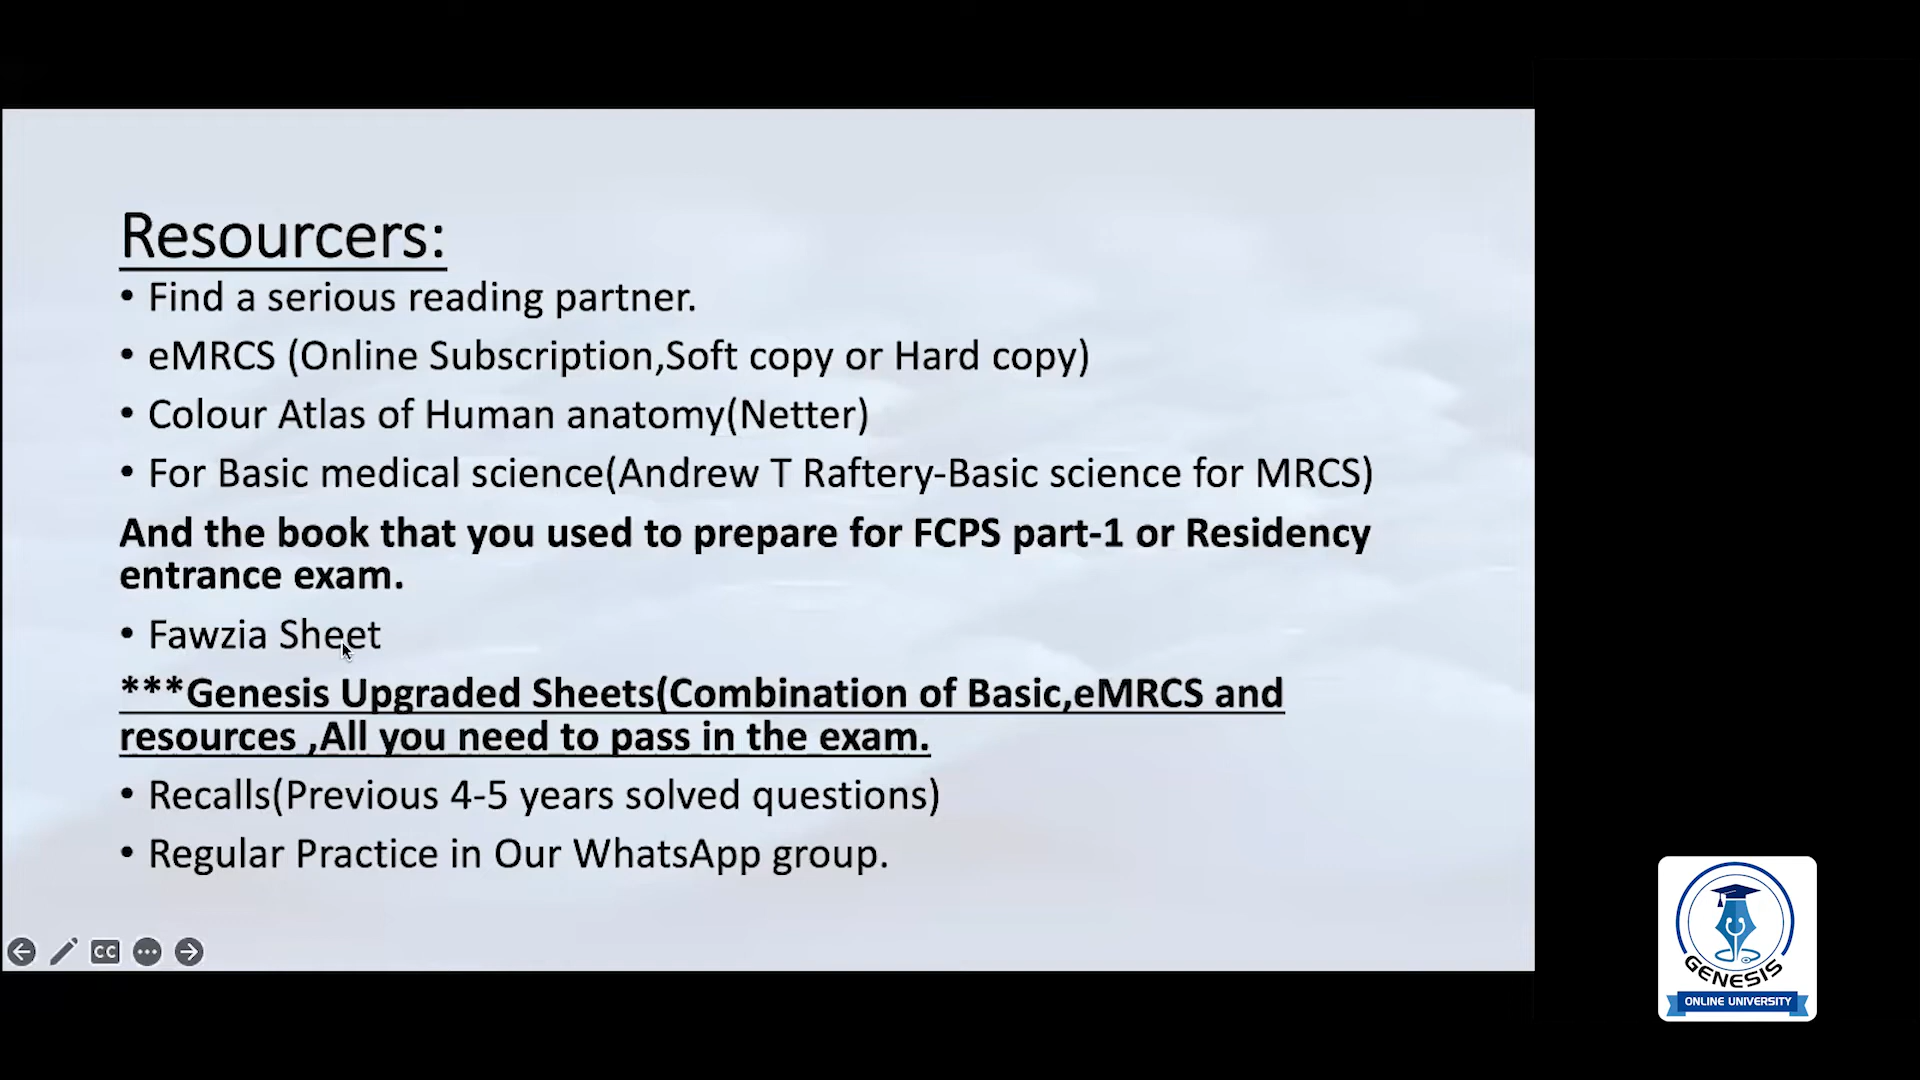 Resourcers:
• Find a serious reading partner.
• eMRCS (Online Subscription,Soft copy or Hard copy)
• Colour Atlas of Human anatomy(Netter)
• For Basic medical science(Andrew T Raftery-Basic science for MRCS)
And the book that you used to prepare for FCPS part-1 or Residency
entrance exam.
• Fawzia Sheet
***Genesis Upgraded Sheets(Combination of Basic,eMRCS and
resources ,All you need to pass in the exam.
• Recalls(Previous 4-5 years solved questions)
• Regular Practice in Our WhatsApp group.
CC
GENESIS
ONLINE UNIVERSITY